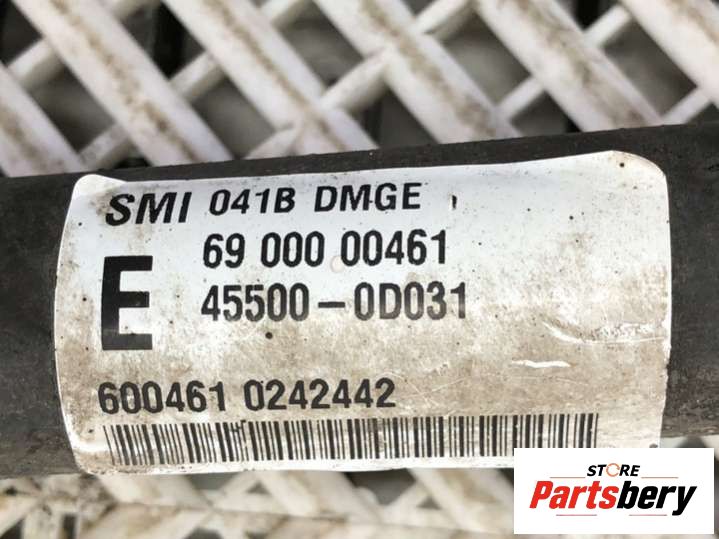 SMI 041B DMGE
69 000 00461
E
45500-0D031
600461 0242442
STORE
Partsbery